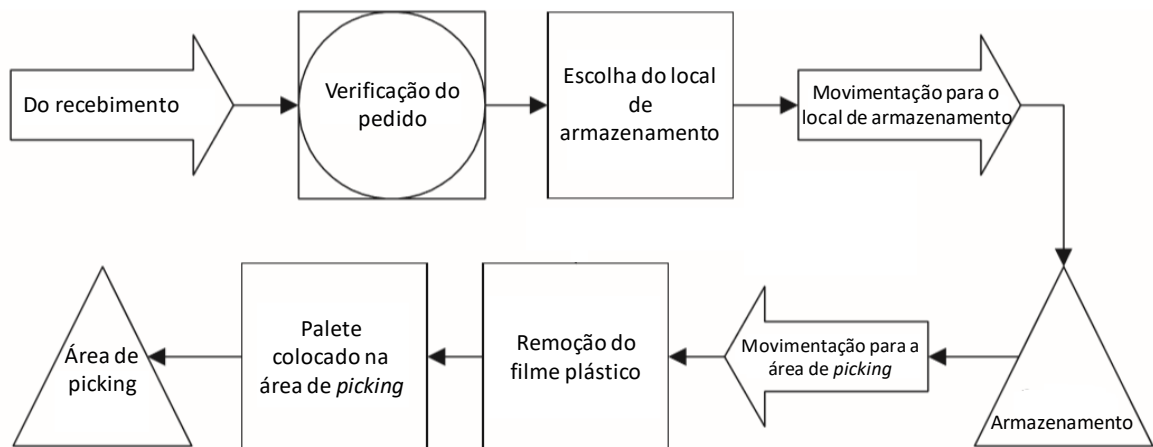 Do recebimento
Verificação do
pedido
Escolha do local
de
armazenamento
Movimentação para o
local de armazenamento
Armazenamento
Movimentação para a
área de picking
Remoção do
filme plástico
Palete
colocado na
área de picking
Área de
picking